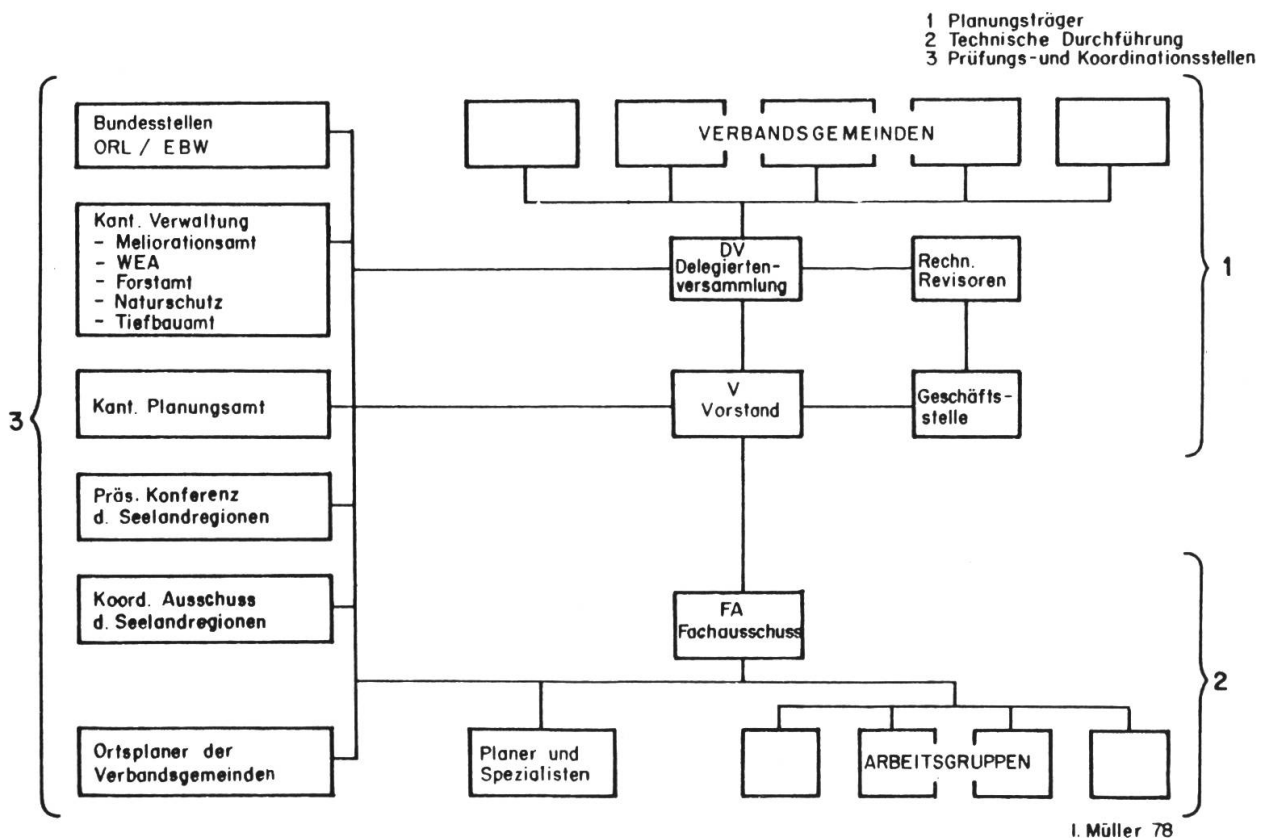 1 Planungsträger
2 Technische Durchführung
3 Prüfungs-und Koordinationsstellen
3
Bundesstellen
ORL / EBW
Kant. Verwaltung
- Meliorationsamt
- WEA
- Forstamt
- Naturschutz
- Tiefbauamt
Kant. Planungsamt
Präs. Konferenz
d. Seelandregionen
Koord. Ausschuss
d. Seelandregionen
Ortsplaner der
Verbandsgemeinden
VERBANDSGEMEINDEN
DV
Delegierten-
versammlung
Rechn.
Revisoren
V
Vorstand
Geschäfts-
stelle
1
FA
Fachausschuss
Planer und
Spezialisten
ARBEITSGRUPPEN
2
I. Müller 78